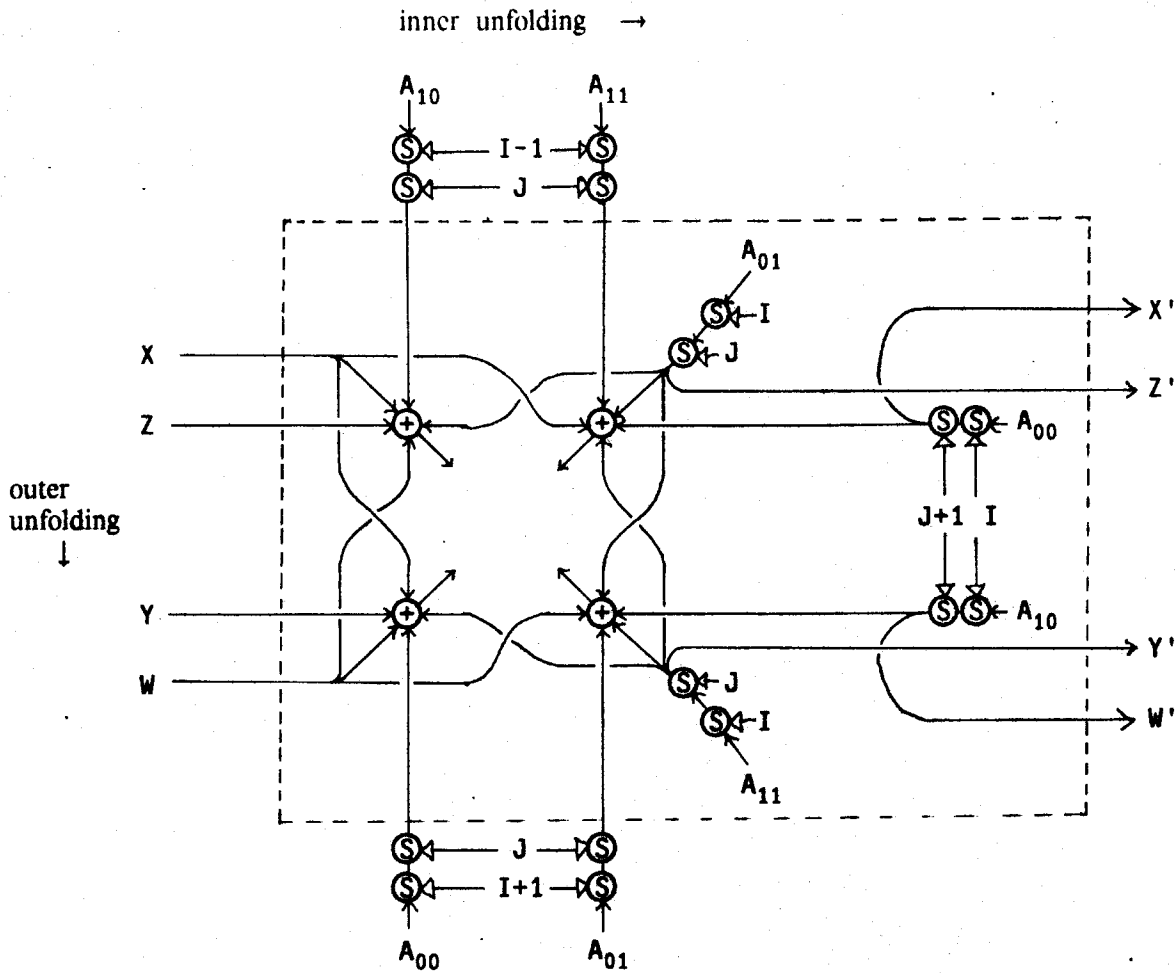 inner unfolding →
A10 A11
S I-1 S
S J S
A01
S I
X'
X S J
Z'
Z + + S S A00
outer
unfolding
↓
J+1 I
Y + + S S A10
Y'
W S J
S I
W'
A11
S J S
S I+1 S
A00 A01